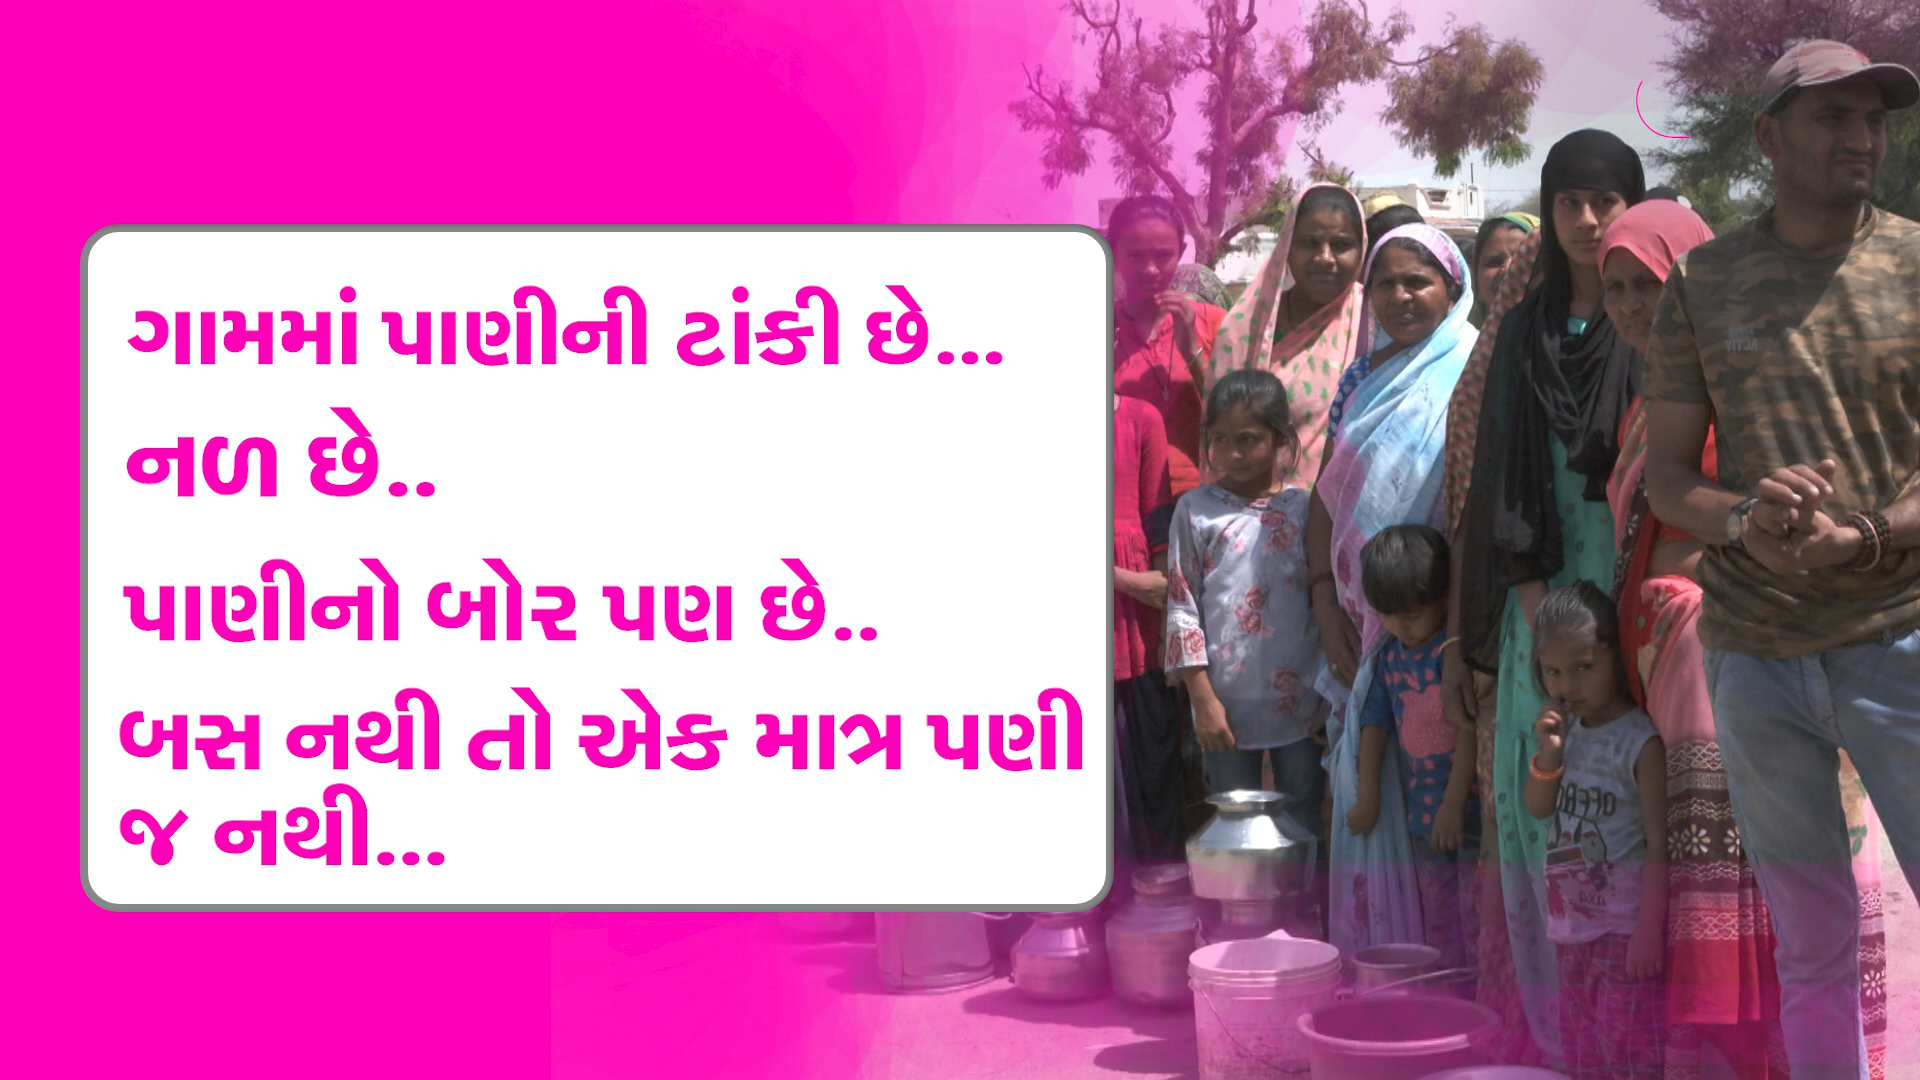 ગામમાં પાણીની ટાંકી છે...
નળ છે..
પાણીનો બોર પણ છે..
બસ નથી તો એક માત્ર પણી
જ નથી...